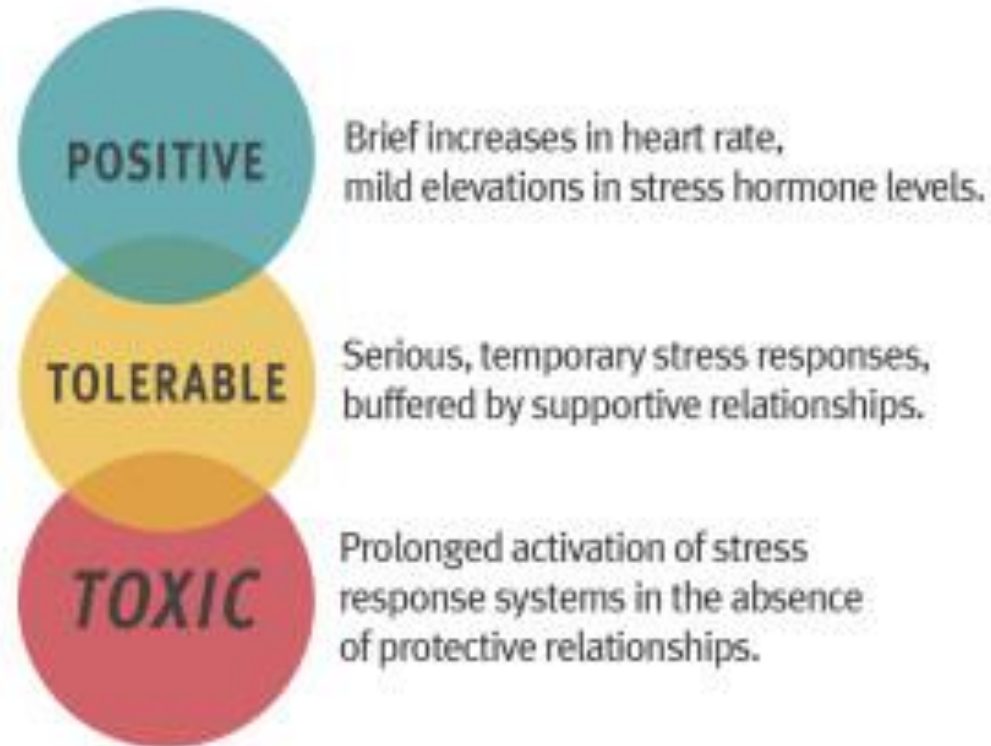 POSITIVE
Brief increases in heart rate,
mild elevations in stress hormone levels.
TOLERABLE
Serious, temporary stress responses,
buffered by supportive relationships.
TOXIC
Prolonged activation of stress
response systems in the absence
of protective relationships.